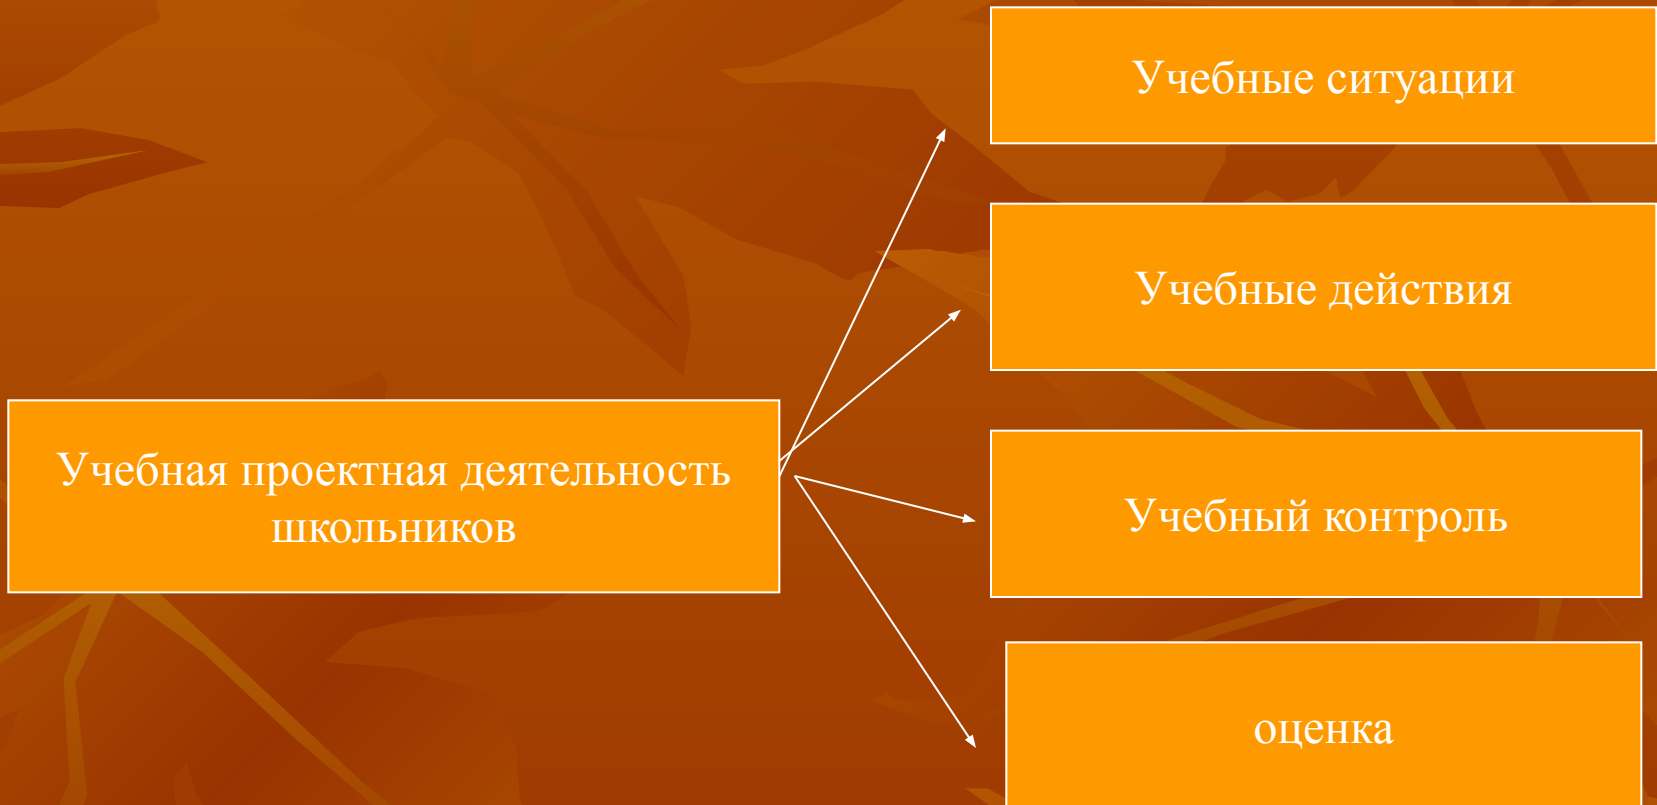 Учебные ситуации
Учебные действия
Учебная проектная деятельность
школьников
Учебный контроль
оценка